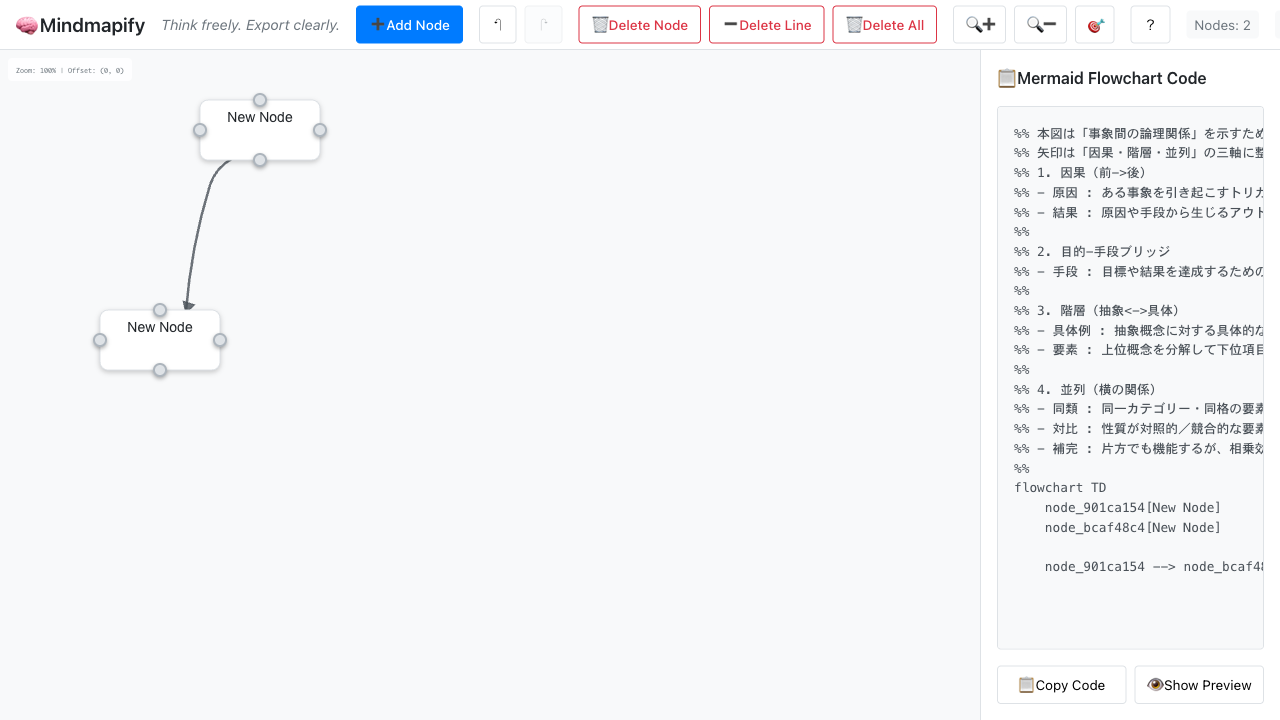 Mindmapify
Think freely. Export clearly.
Add Node
Delete Node
Delete Line
Delete All
?
Nodes: 2
Zoom: 100% | Offset: (0, 0)
New Node
New Node
Mermaid Flowchart Code
%% 本図は「事象間の論理関係」を示すため
%% 矢印は「因果・階層・並列」の三軸に整
%% 1. 因果（前->後）
%% - 原因 : ある事象を引き起こすトリガ
%% - 結果 : 原因や手段から生じるアウト
%%
%% 2. 目的-手段ブリッジ
%% - 手段 : 目標や結果を達成するための
%%
%% 3. 階層（抽象<->具体）
%% - 具体例 : 抽象概念に対する具体的な
%% - 要素 : 上位概念を分解して下位項目
%%
%% 4. 並列（横の関係）
%% - 同類 : 同一カテゴリー・同格の要素
%% - 対比 : 性質が対照的／競合的な要素
%% - 補完 : 片方でも機能するが、相乗効
%%
flowchart TD
node_901ca154[New Node]
node_bcaf48c4[New Node]
node_901ca154 --> node_bcaf48
Copy Code
Show Preview